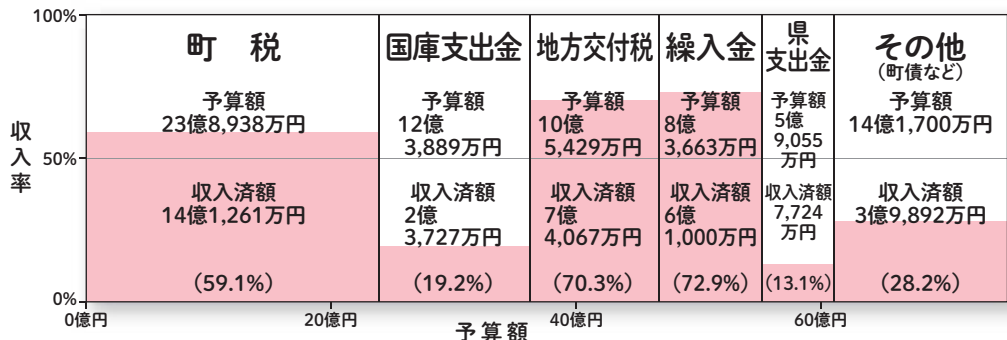 100%
50%
0%
収入率
町　税
予算額
23億8,938万円
収入済額
14億1,261万円
(59.1%)
国庫支出金
予算額
12億
3,889万円
収入済額
2億
3,727万円
(19.2%)
地方交付税
予算額
10億
5,429万円
収入済額
7億
4,067万円
(70.3%)
繰入金
予算額
8億
3,663万円
収入済額
6億
1,000万円
(72.9%)
県
支出金
予算額
5億
9,055
万円
収入済額
7,724
万円
(13.1%)
その他
(町債など)
予算額
14億1,700万円
収入済額
3億9,892万円
(28.2%)
0億円
20億円
40億円
60億円
予算額